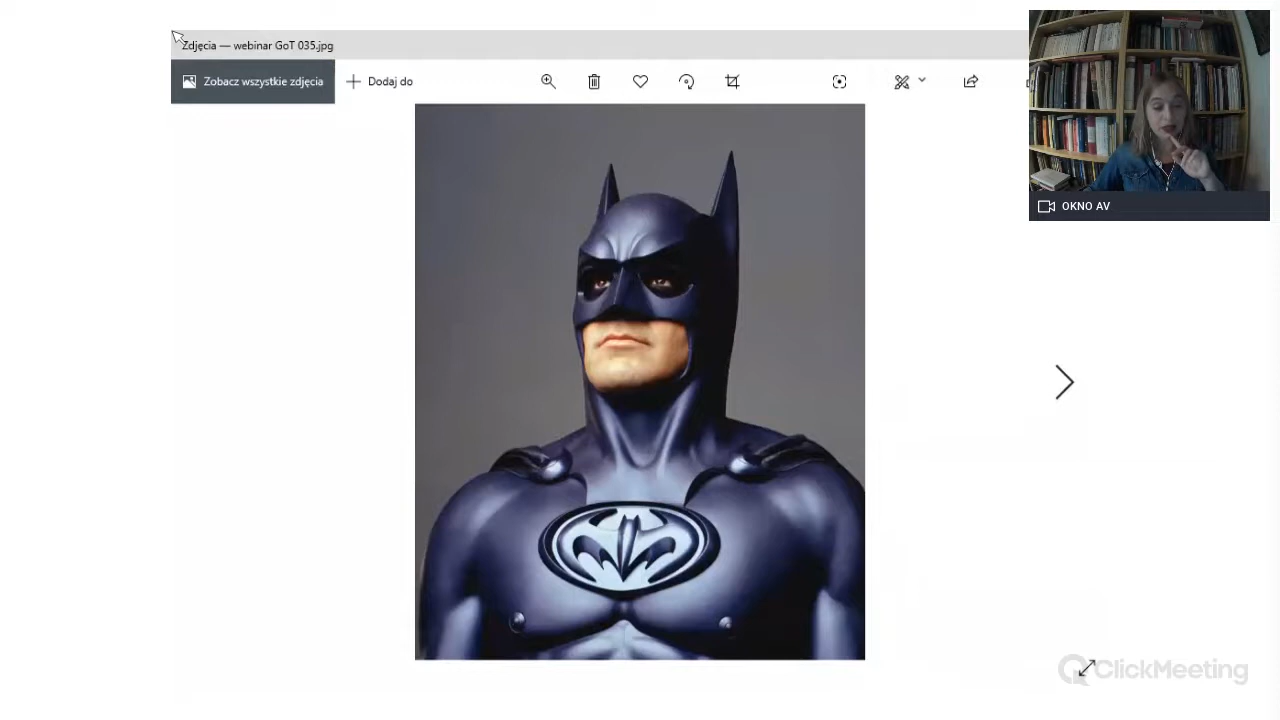 Zdjęcia — webinar GoT 035.jpg
Zobacz wszystkie zdjęcia
Dodaj do
OKNO AV
ClickMeeting